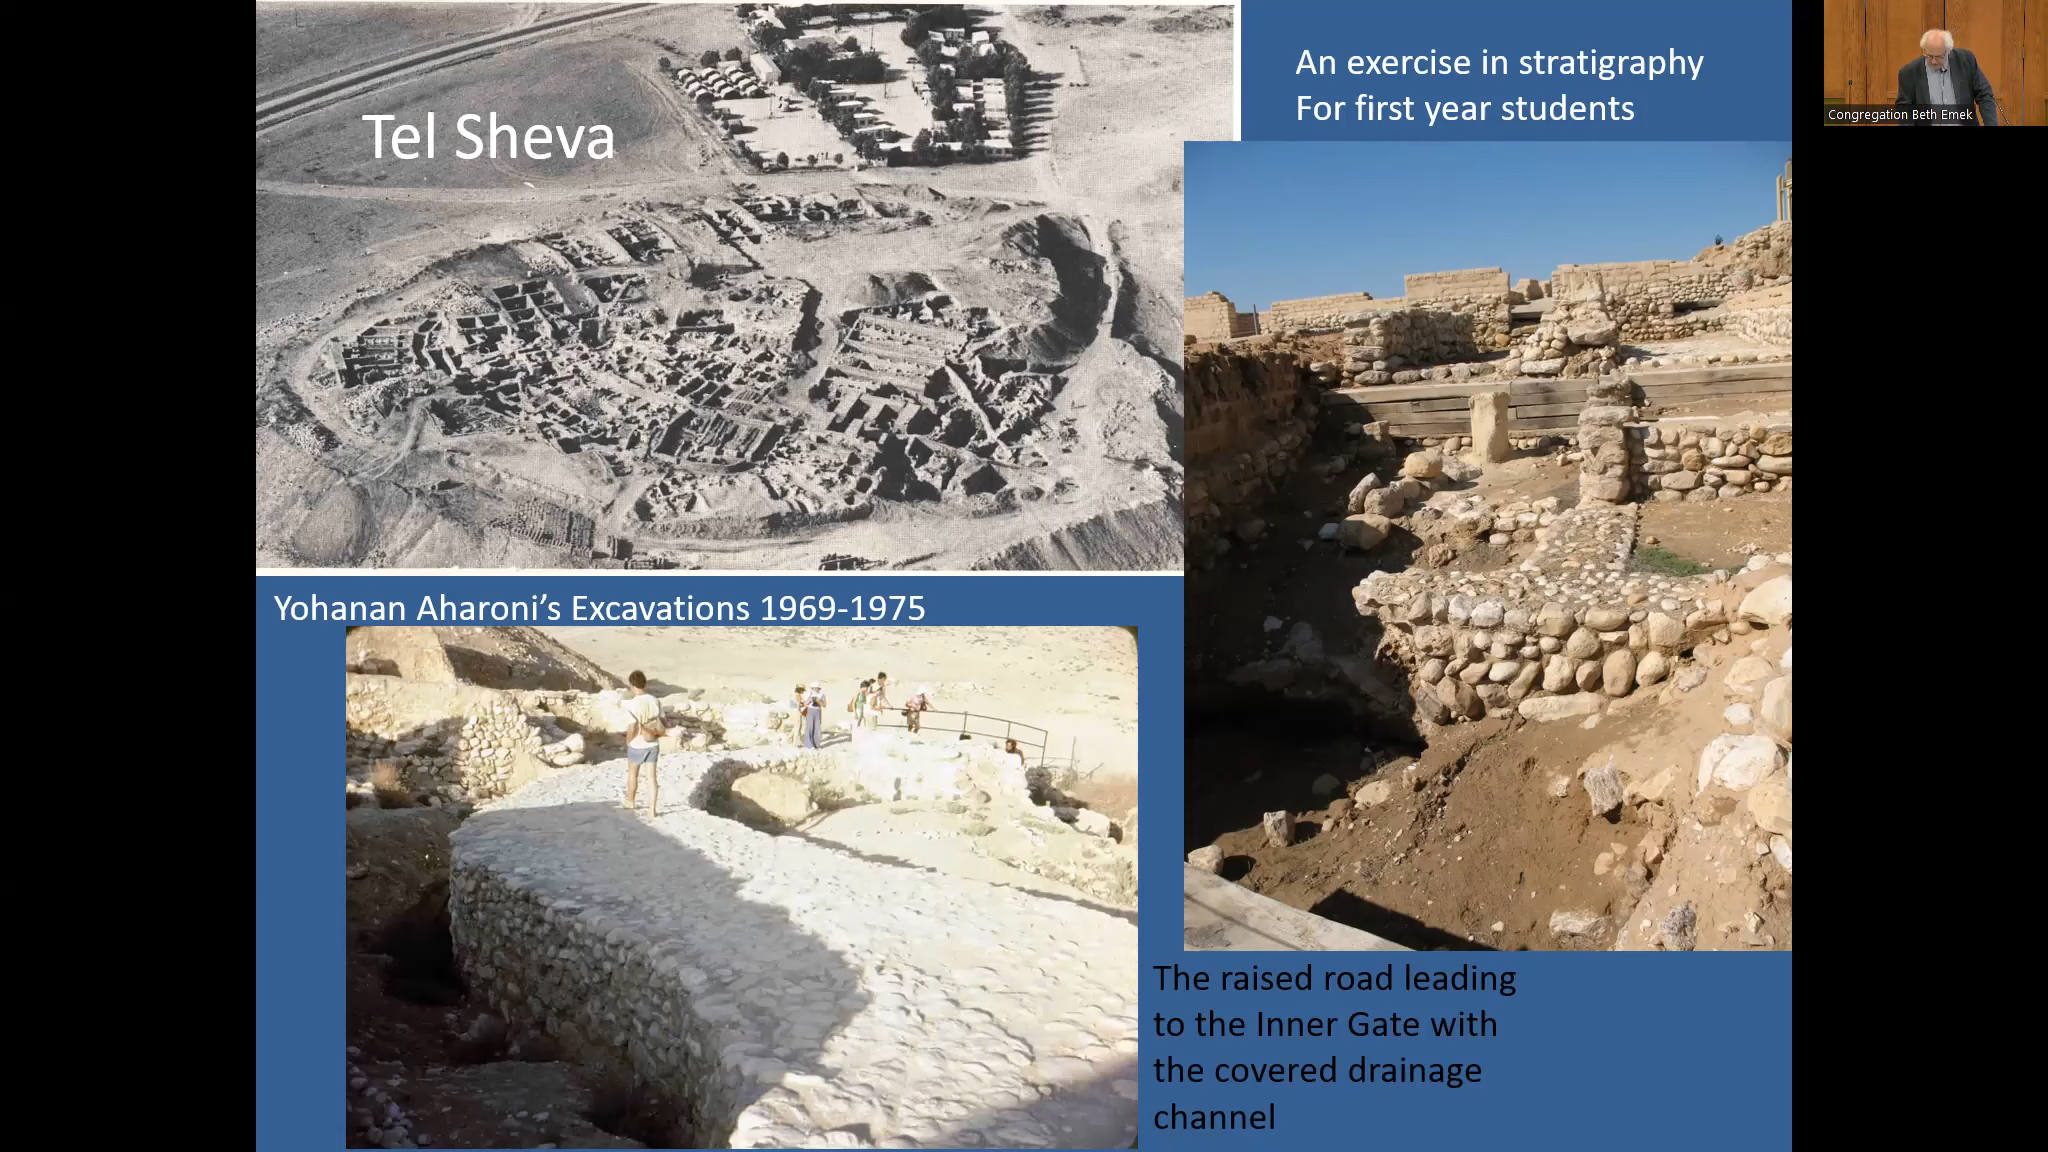 Tel Sheva
An exercise in stratigraphy
For first year students
Congregation Beth Emek
Yohanan Aharoni’s Excavations 1969-1975
The raised road leading
to the Inner Gate with
the covered drainage
channel